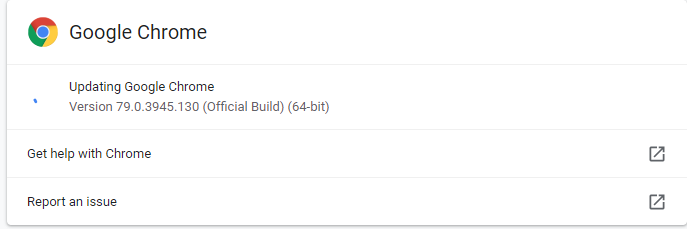 Google Chrome
Updating Google Chrome
Version 79.0.3945.130 (Official Build) (64-bit)
Get help with Chrome
Report an issue